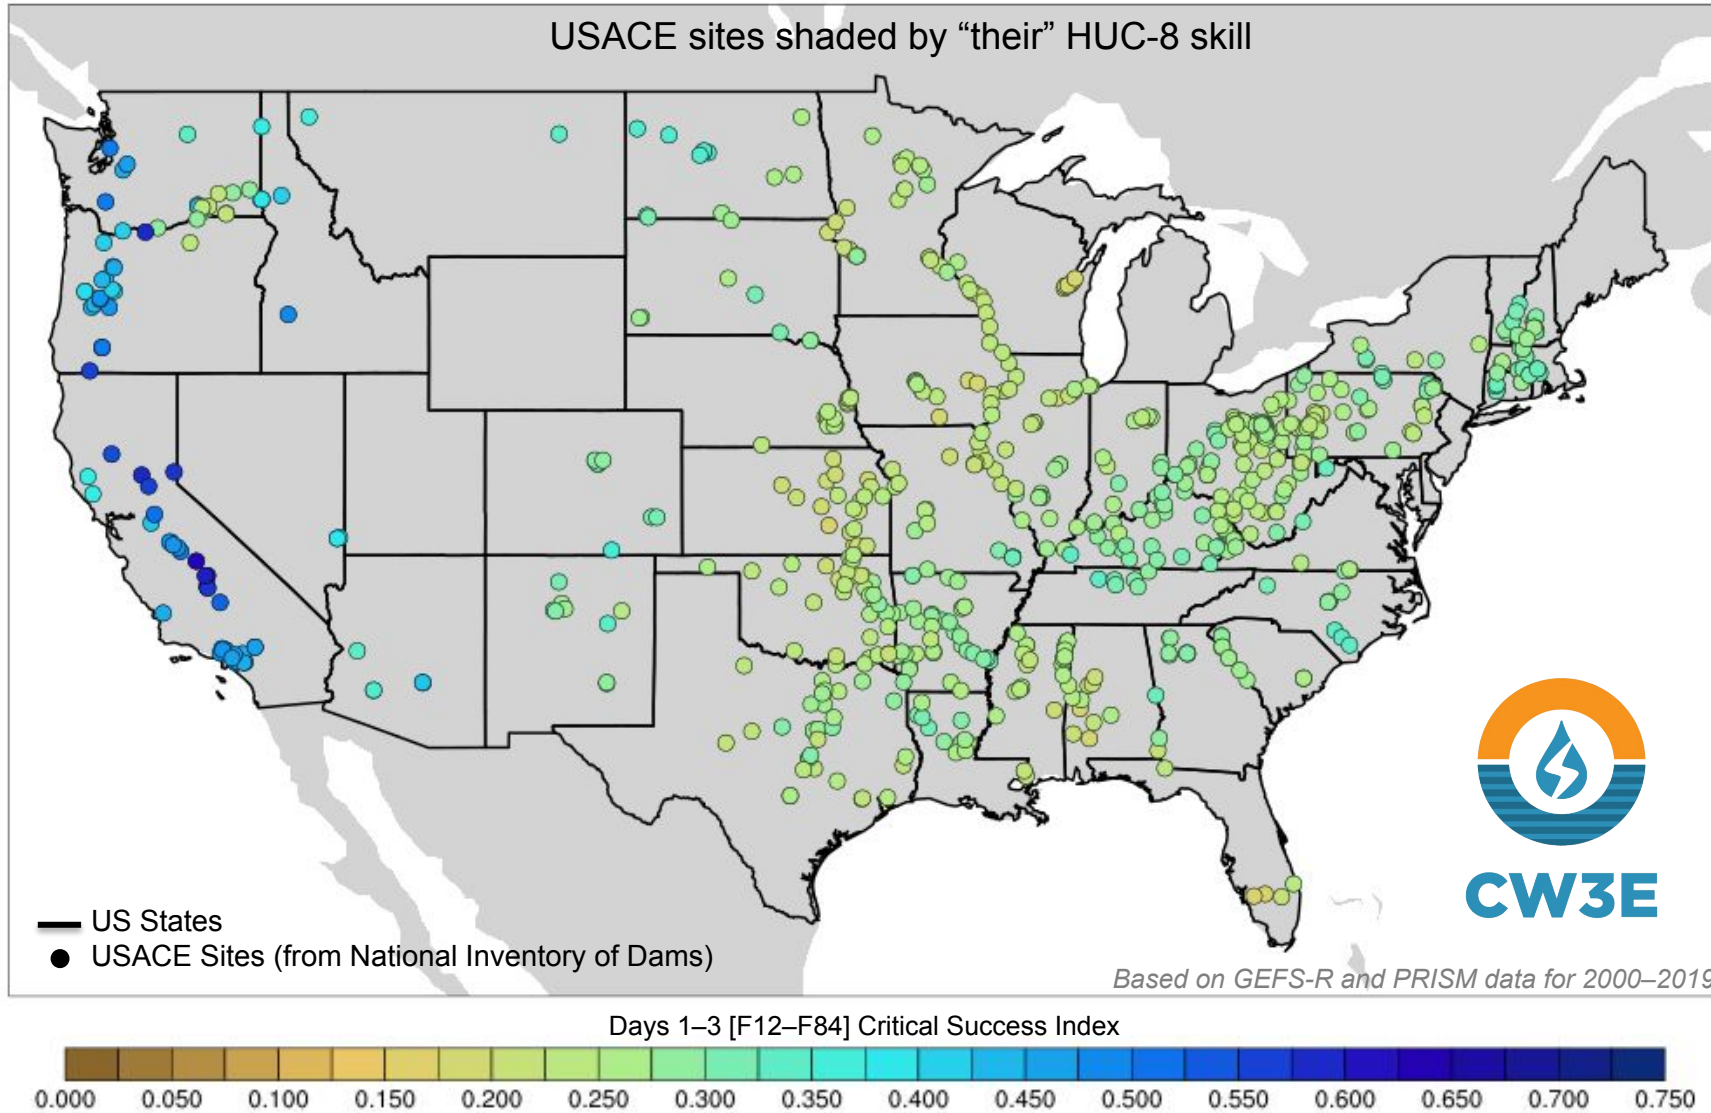 USACE sites shaded by “their” HUC-8 skill
US States
USACE Sites (from National Inventory of Dams)
CW3E
Based on GEFS-R and PRISM data for 2000–2019
Days 1–3 [F12–F84] Critical Success Index
0.000 0.050 0.100 0.150 0.200 0.250 0.300 0.350 0.400 0.450 0.500 0.550 0.600 0.650 0.700 0.750